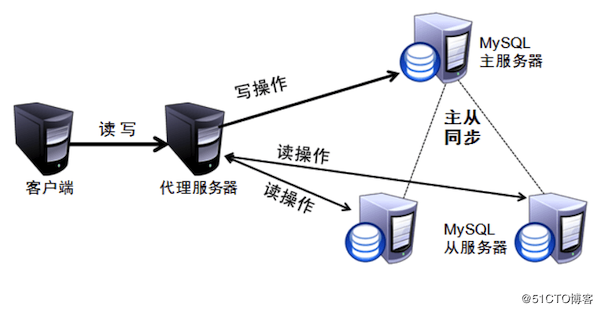 MySQL
主服务器
写操作
主从
同步
读 写
读操作
读操作
客户端
代理服务器
MySQL
从服务器
@51CTO博客